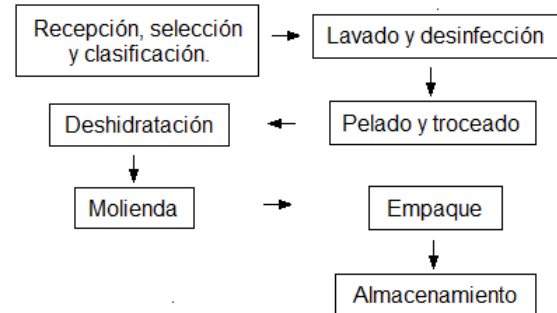 Recepción, selección
y clasificación.
Lavado y desinfección
Pelado y troceado
Deshidratación
Molienda
Empaque
Almacenamiento